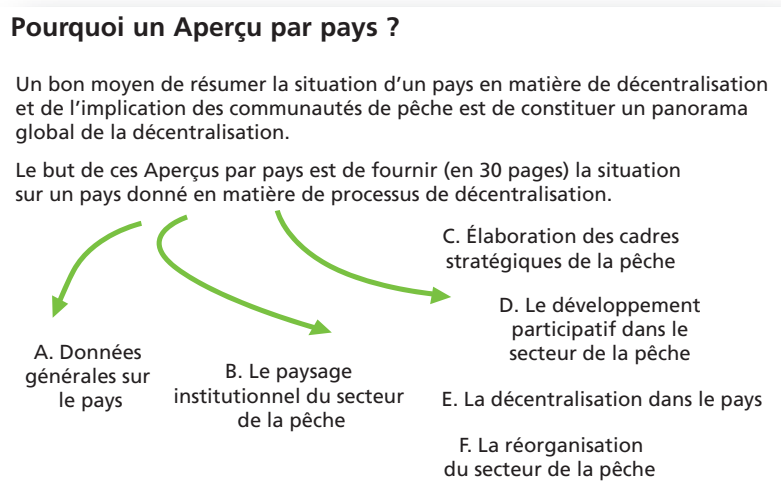 Pourquoi un Aperçu par pays ?
Un bon moyen de résumer la situation d’un pays en matière de décentralisation
et de l’implication des communautés de pêche est de constituer un panorama
global de la décentralisation.
Le but de ces Aperçus par pays est de fournir (en 30 pages) la situation
sur un pays donné en matière de processus de décentralisation.
A. Données
générales sur
le pays
B. Le paysage
institutionnel du secteur
de la pêche
C. Élaboration des cadres
stratégiques de la pêche
D. Le développement
participatif dans le
secteur de la pêche
E. La décentralisation dans le pays
F. La réorganisation
du secteur de la pêche